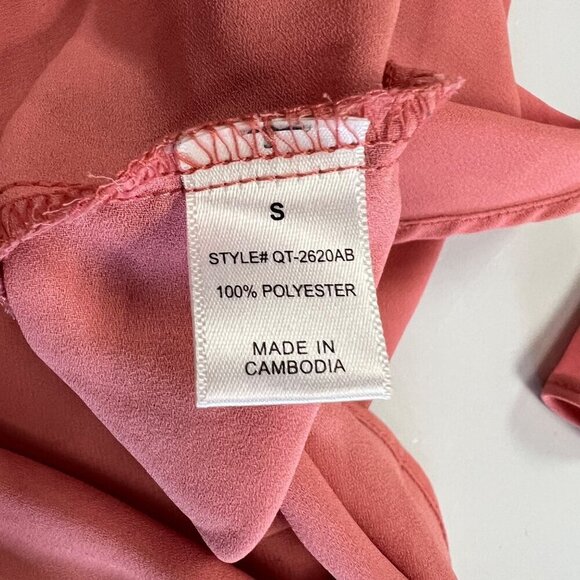 S
STYLE# QT-2620AB
100% POLYESTER
MADE IN
CAMBODIA